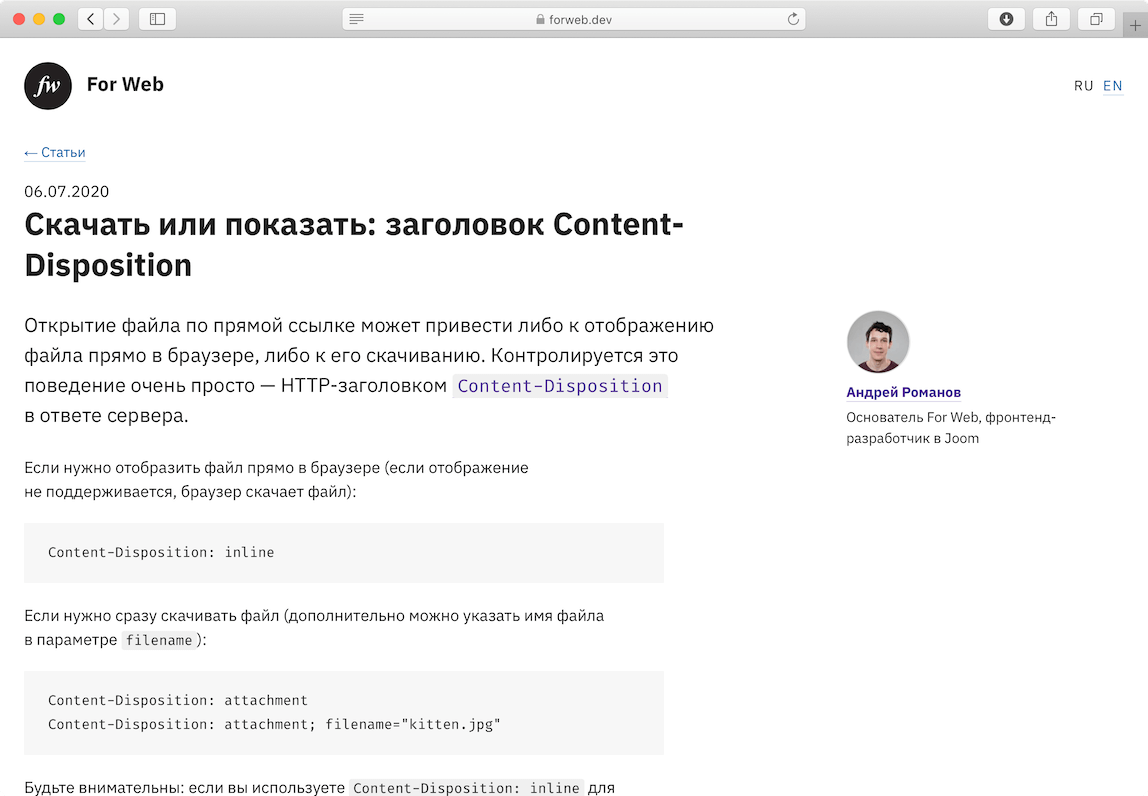 forweb.dev
fw
For Web
RU EN
← Статьи
06.07.2020
Скачать или показать: заголовок Content-
Disposition
Открытие файла по прямой ссылке может привести либо к отображению
файла прямо в браузере, либо к его скачиванию. Контролируется это
поведение очень просто — HTTP-заголовком Content-Disposition
в ответе сервера.
Андрей Романов
Основатель For Web, фронтенд-
разработчик в Joom
Если нужно отобразить файл прямо в браузере (если отображение
не поддерживается, браузер скачает файл):
Content-Disposition: inline
Если нужно сразу скачивать файл (дополнительно можно указать имя файла
в параметре filename):
Content-Disposition: attachment
Content-Disposition: attachment; filename="kitten.jpg"
Будьте внимательны: если вы используете Content-Disposition: inline для